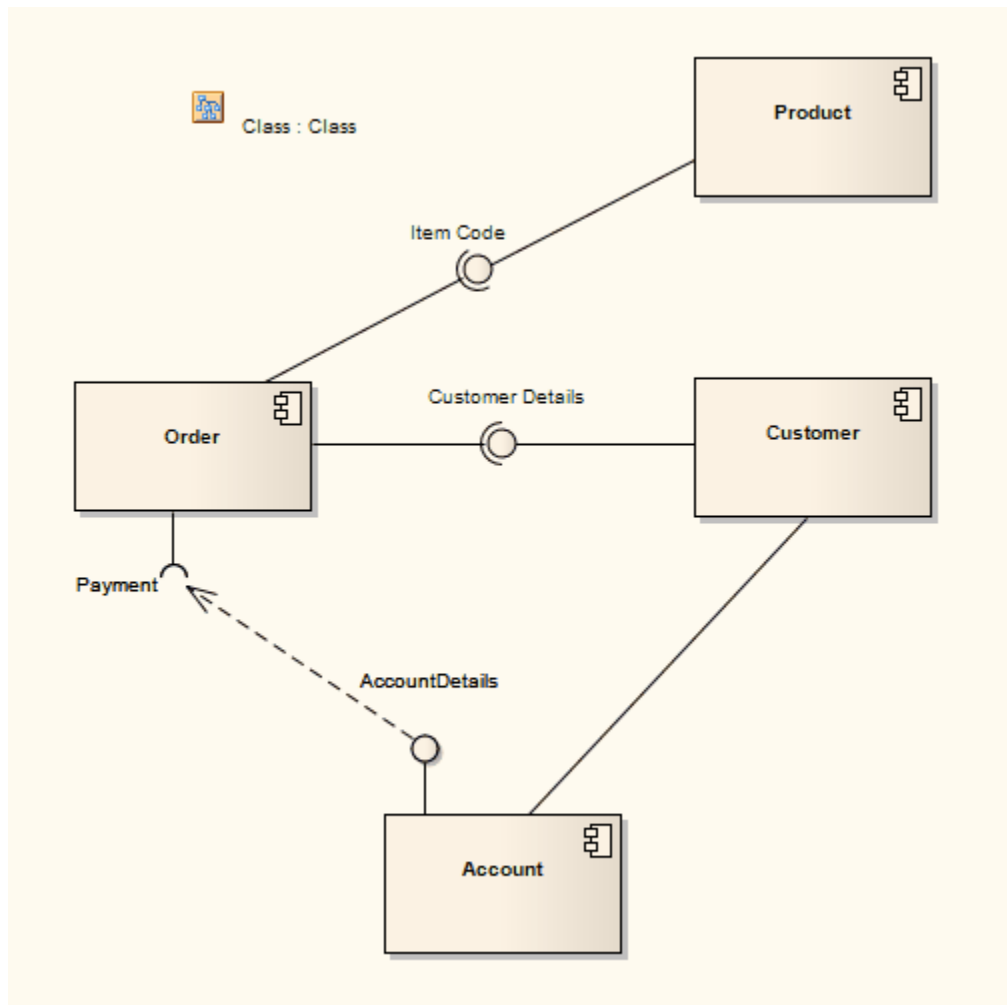 Product
Class : Class
Item Code
Customer Details
Order
Customer
Payment
AccountDetails
Account